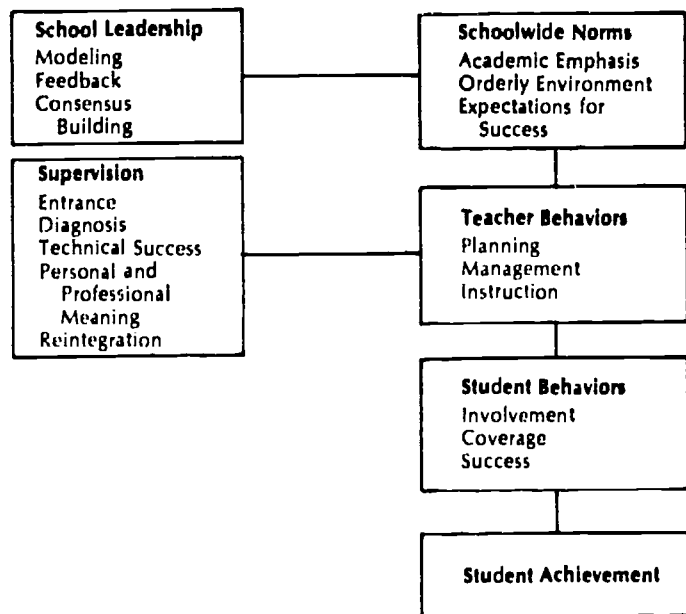 School Leadership
Modeling
Feedback
Consensus
Building
Schoolwide Norms
Academic Emphasis
Orderly Environment
Expectations for
Success
Supervision
Entrance
Diagnosis
Technical Success
Personal and
Professional
Meaning
Reintegration
Teacher Behaviors
Planning
Management
Instruction
Student Behaviors
Involvement
Coverage
Success
Student Achievement